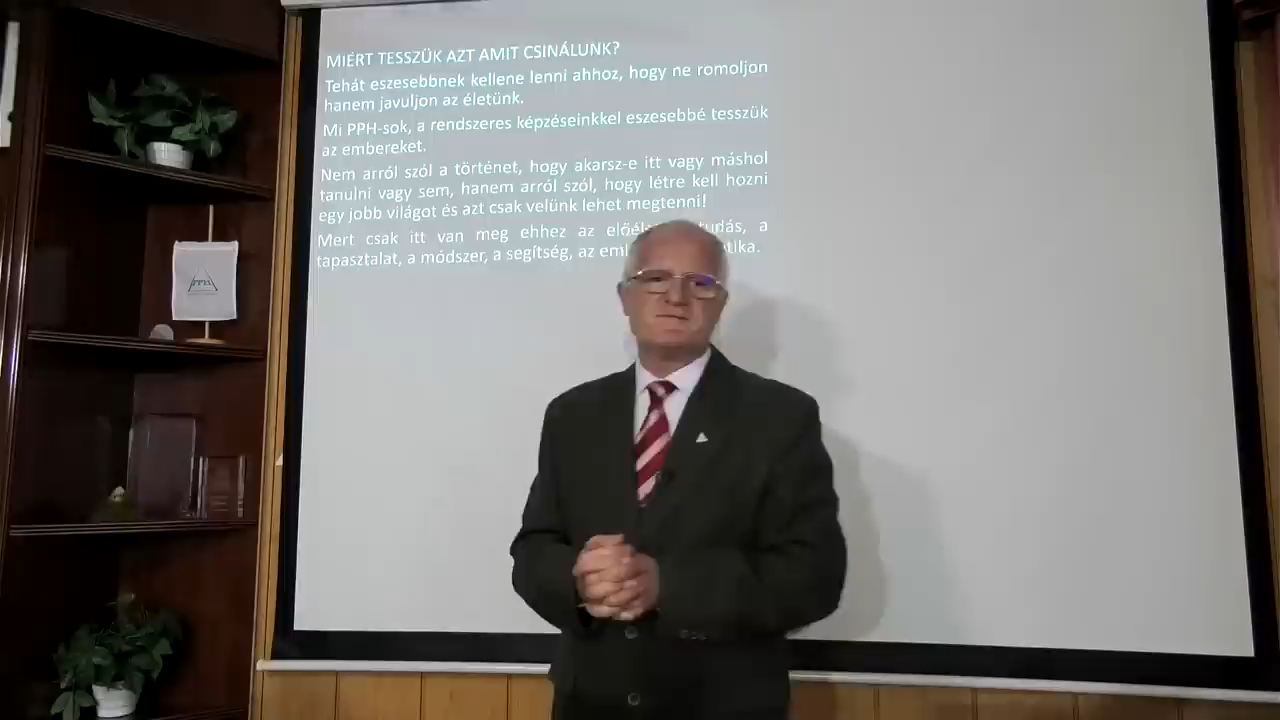 MIÉRT TESSZÜK AZT AMIT CSINÁLUNK?
Tehát eszesebbnek kellene lenni ahhoz, hogy ne romoljon
hanem javuljon az életünk.
Mi PPH-sok, a rendszeres képzéseinkkel eszesebbé tesszük
az embereket.
Nem arról szól a történet, hogy akarsz-e itt vagy máshol
tanulni vagy sem, hanem arról szól, hogy létre kell hozni
egy jobb világot és azt csak velünk lehet megtenni!
Mert csak itt van meg ehhez az a
tapasztalat, a módszer, a segítség, az